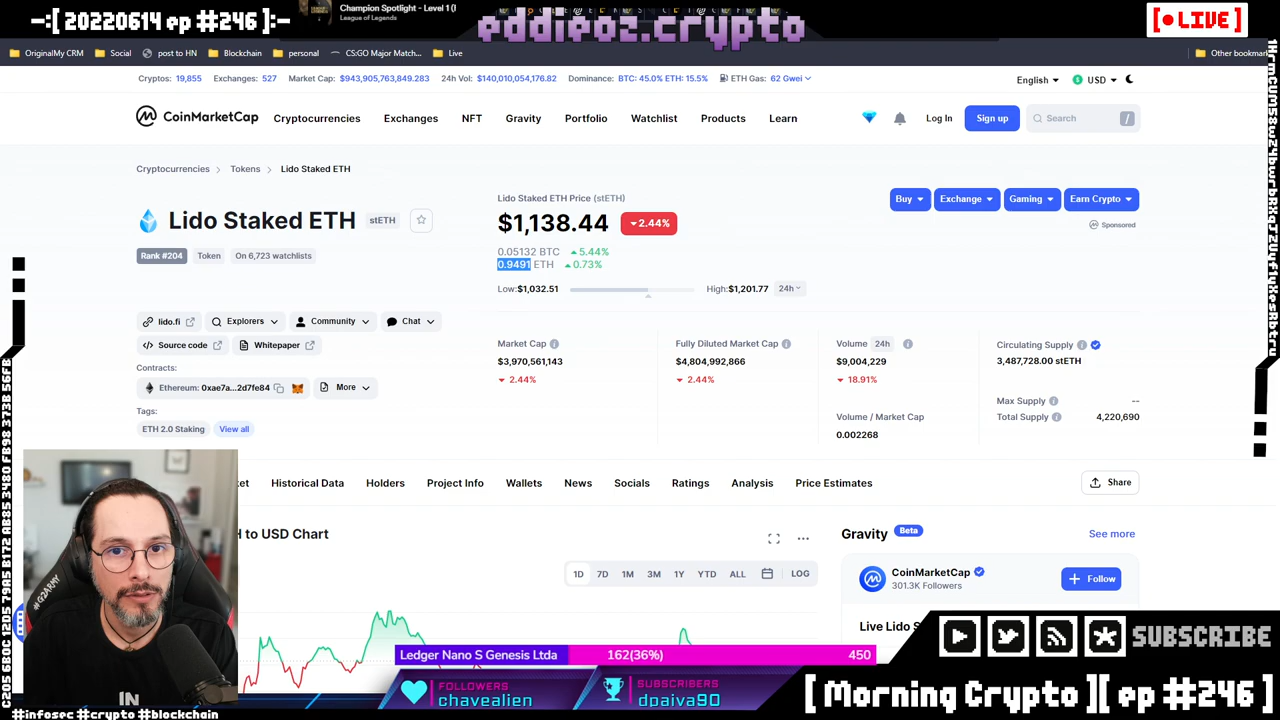 -:[ 20220614 ep #246 ]:-
Champion Spotlight - Level 1 (
League of Legends
eddieoz.crypto
[●LIVE]
OriginalMy CRM
Social
post to HN
Blockchain
personal
CS:GO Major Match...
Live
Other bookmar
Cryptos: 19,855 Exchanges: 527 Market Cap: $943,905,763,849.283 24h Vol: $140,010,054,176.82 Dominance: BTC: 45.0% ETH: 15.5% ETH Gas: 62 Gwei
English USD
CoinMarketCap Cryptocurrencies Exchanges NFT Gravity Portfolio Watchlist Products Learn
Log In Sign up Search /
Cryptocurrencies > Tokens > Lido Staked ETH
Lido Staked ETH stETH
Rank #204 Token On 6,723 watchlists
Lido Staked ETH Price (stETH)
$1,138.44 2.44%
0.05132 BTC 5.44%
0.9491 ETH 0.73%
Low:$1,032.51 High:$1,201.77 24h
Buy Exchange Gaming Earn Crypto
Sponsored
lido.fi Explorers Community Chat
Source code Whitepaper
Contracts:
Ethereum: 0xae7a...2d7fe84 More
Tags:
ETH 2.0 Staking View all
Market Cap
$3,970,561,143
2.44%
Fully Diluted Market Cap
$4,804,992,866
2.44%
Volume 24h
$9,004,229
18.91%
Volume / Market Cap
0.002268
Circulating Supply
3,487,728.00 stETH
Max Supply --
Total Supply 4,220,690
et Historical Data Holders Project Info Wallets News Socials Ratings Analysis Price Estimates
Share
H to USD Chart
1D 7D 1M 3M 1Y YTD ALL LOG
Gravity Beta See more
CoinMarketCap
301.3K Followers
+ Follow
Live Lido S
#G2ARMY
IN
Ledger Nano S Genesis Ltda 162(36%) 450
FOLLOWERS
chavealien
SUBSCRIBERS
dpaiva90
SUBSCRIBE
[ Morning Crypto ][ ep #246 ]
#infosec #crypto #blockchain